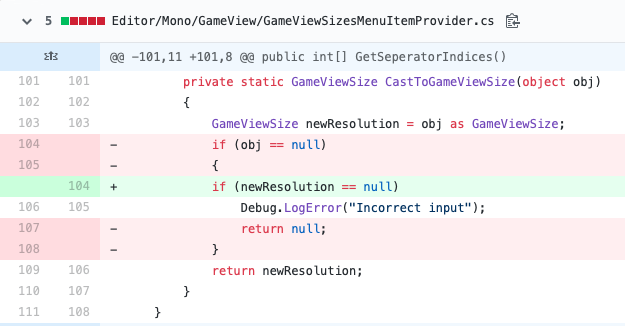 5 Editor/Mono/GameView/GameViewSizesMenuItemProvider.cs
@@ -101,11 +101,8 @@ public int[] GetSeperatorIndices()
101 101 private static GameViewSize CastToGameViewSize(object obj)
102 102 {
103 103 GameViewSize newResolution = obj as GameViewSize;
104 - if (obj == null)
105 - {
104 + if (newResolution == null)
106 105 Debug.LogError("Incorrect input");
107 - return null;
108 - }
109 106 return newResolution;
110 107 }
111 108 }